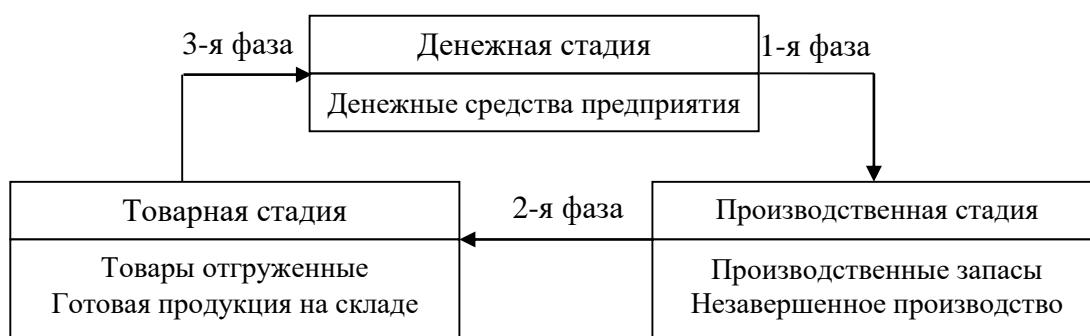 3-я фаза
Денежная стадия
1-я фаза
Денежные средства предприятия
Товарная стадия
2-я фаза
Производственная стадия
Товары отгруженные
Готовая продукция на складе
Производственные запасы
Незавершенное производство